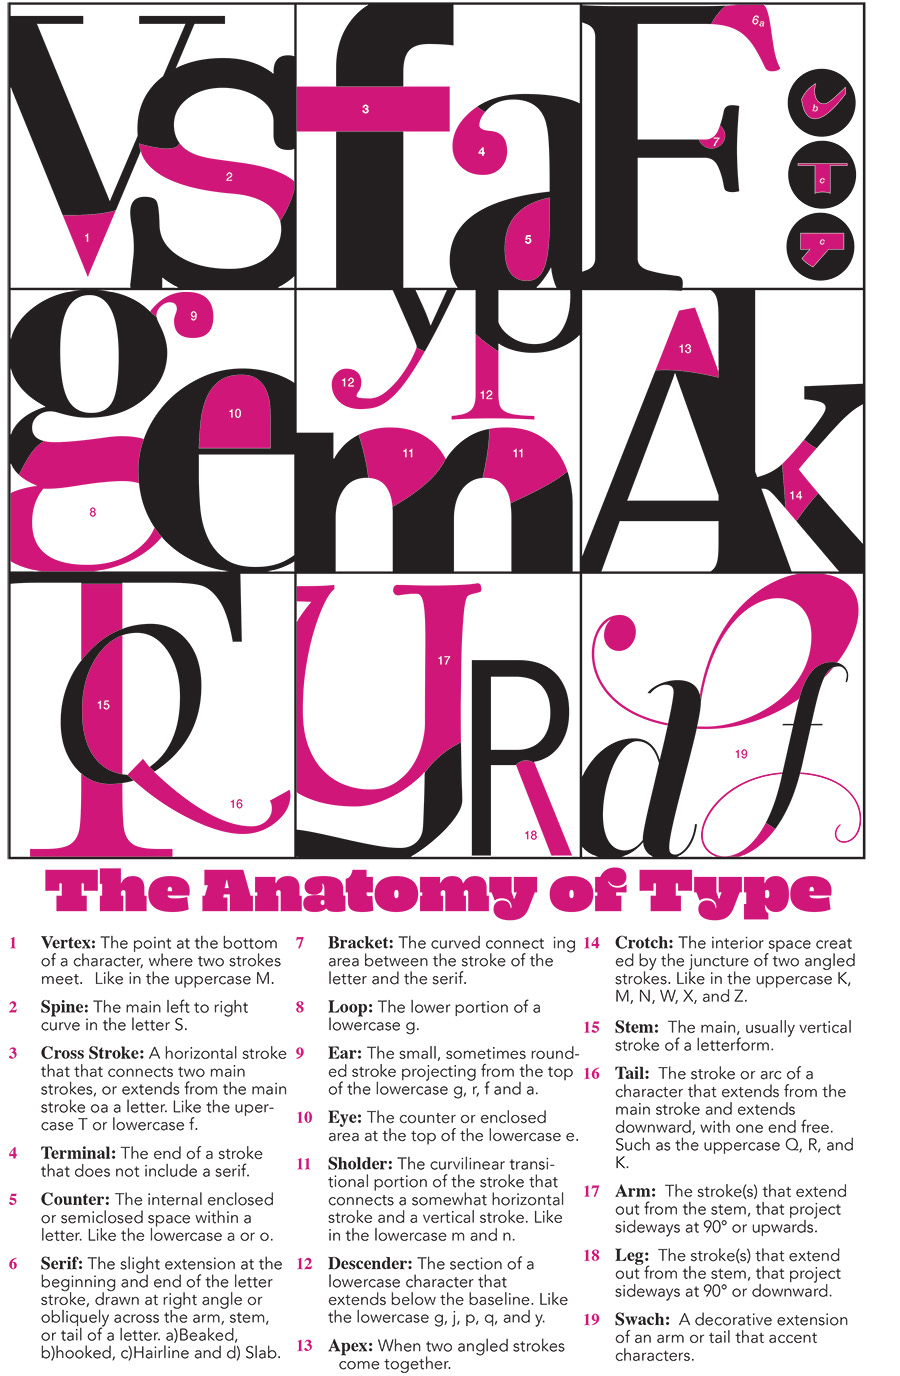 6a
3
b
4
7
2
c
1
5
c
9
12
13
12
10
11
11
14
8
17
15
19
16
18
The Anatomy of Type
1 Vertex: The point at the bottom
of a character, where two strokes
meet. Like in the uppercase M.
2 Spine: The main left to right
curve in the letter S.
3 Cross Stroke: A horizontal stroke
that that connects two main
strokes, or extends from the main
stroke oa a letter. Like the uper-
case T or lowercase f.
4 Terminal: The end of a stroke
that does not include a serif.
5 Counter: The internal enclosed
or semiclosed space within a
letter. Like the lowercase a or o.
6 Serif: The slight extension at the
beginning and end of the letter
stroke, drawn at right angle or
obliquely across the arm, stem,
or tail of a letter. a)Beaked,
b)hooked, c)Hairline and d) Slab.
7 Bracket: The curved connect ing
area between the stroke of the
letter and the serif.
8 Loop: The lower portion of a
lowercase g.
9 Ear: The small, sometimes round-
ed stroke projecting from the top
of the lowercase g, r, f and a.
10 Eye: The counter or enclosed
area at the top of the lowercase e.
11 Sholder: The curvilinear transi-
tional portion of the stroke that
connects a somewhat horizontal
stroke and a vertical stroke. Like
in the lowercase m and n.
12 Descender: The section of a
lowercase character that
extends below the baseline. Like
the lowercase g, j, p, q, and y.
13 Apex: When two angled strokes
come together.
14 Crotch: The interior space creat
ed by the juncture of two angled
strokes. Like in the uppercase K,
M, N, W, X, and Z.
15 Stem: The main, usually vertical
stroke of a letterform.
16 Tail: The stroke or arc of a
character that extends from the
main stroke and extends
downward, with one end free.
Such as the uppercase Q, R, and
K.
17 Arm: The stroke(s) that extend
out from the stem, that project
sideways at 90° or upwards.
18 Leg: The stroke(s) that extend
out from the stem, that project
sideways at 90° or downward.
19 Swach: A decorative extension
of an arm or tail that accent
characters.